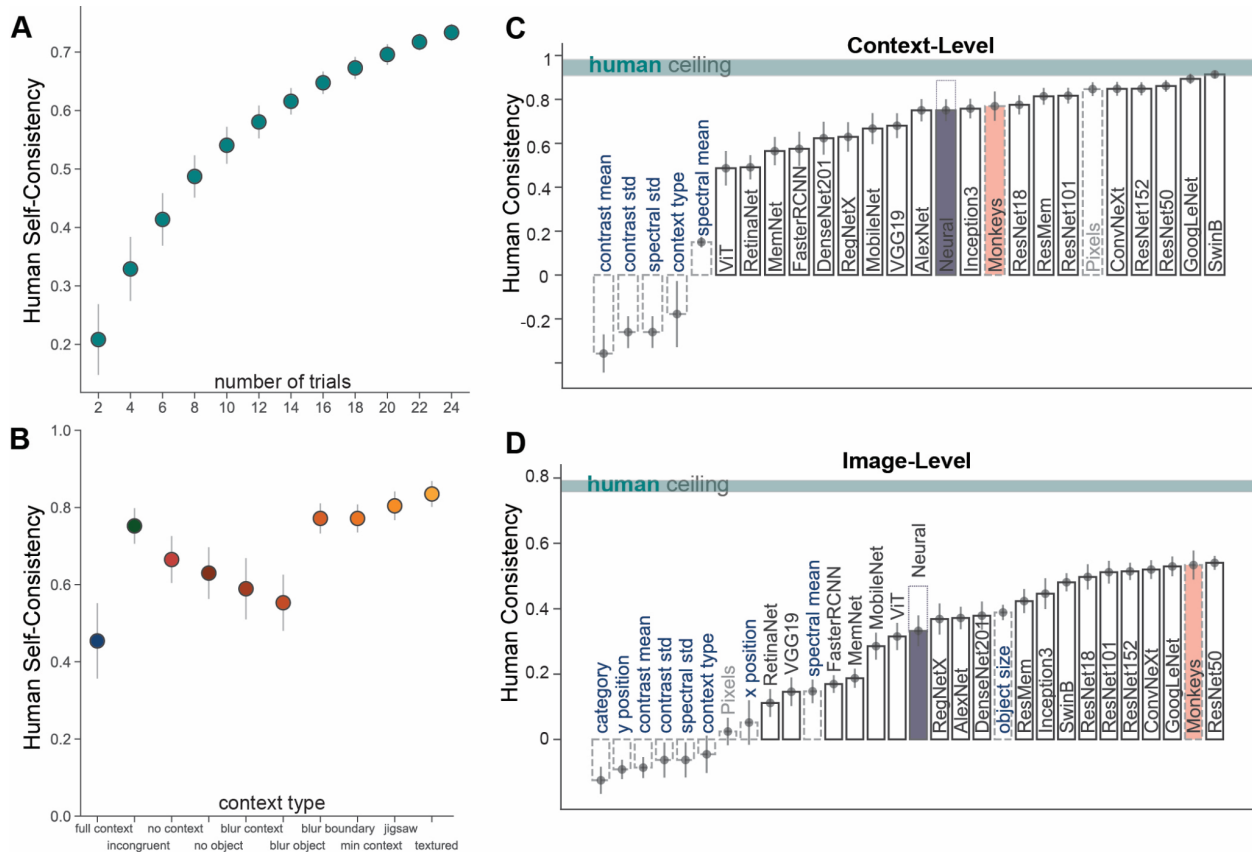 A
Human Self-Consistency
0.7
0.6
0.5
0.4
0.3
0.2
number of trials
2 4 6 8 10 12 14 16 18 20 22 24
B
Human Self-Consistency
1.0
0.8
0.6
0.4
0.2
0.0
context type
full context no context blur context blur boundary jigsaw
incongruent no object blur object min context textured
C
Context-Level
Human Consistency
1
0.8
0.6
0.4
0.2
0
-0.2
human ceiling
contrast mean
contrast std
spectral std
context type
spectral mean
ViT
RetinaNet
MemNet
FasterRCNN
DenseNet201
RegNetX
MobileNet
VGG19
AlexNet
Neural
Inception3
Monkeys
ResNet18
ResMem
ResNet101
Pixels
ConvNeXt
ResNet152
ResNet50
GoogLeNet
SwinB
D
Image-Level
Human Consistency
0.8
0.6
0.4
0.2
0
human ceiling
category
y position
contrast mean
contrast std
spectral std
context type
Pixels
x position
RetinaNet
VGG19
spectral mean
FasterRCNN
MemNet
MobileNet
ViT
Neural
RegNetX
AlexNet
DenseNet201
object size
ResMem
Inception3
SwinB
ResNet18
ResNet101
ResNet152
ConvNeXt
GoogLeNet
Monkeys
ResNet50